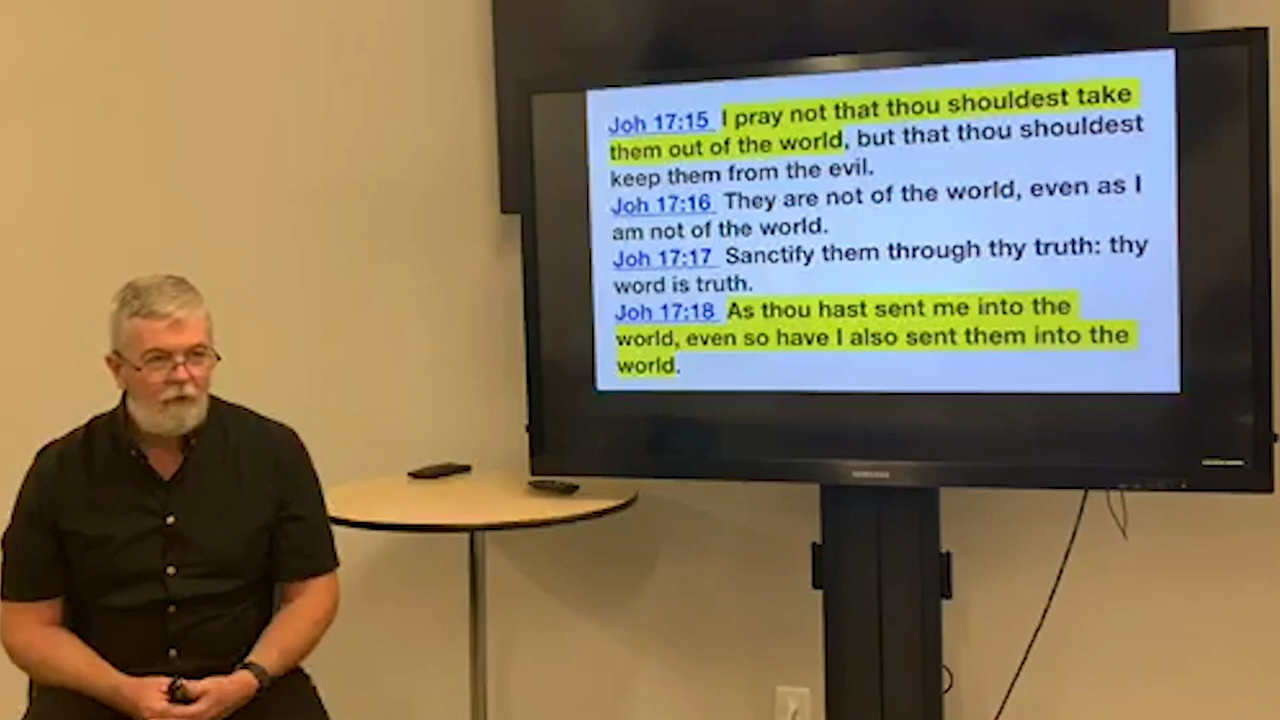 Joh 17:15 I pray not that thou shouldest take
them out of the world, but that thou shouldest
keep them from the evil.
Joh 17:16 They are not of the world, even as I
am not of the world.
Joh 17:17 Sanctify them through thy truth: thy
word is truth.
Joh 17:18 As thou hast sent me into the
world, even so have I also sent them into the
world.
SAMSUNG